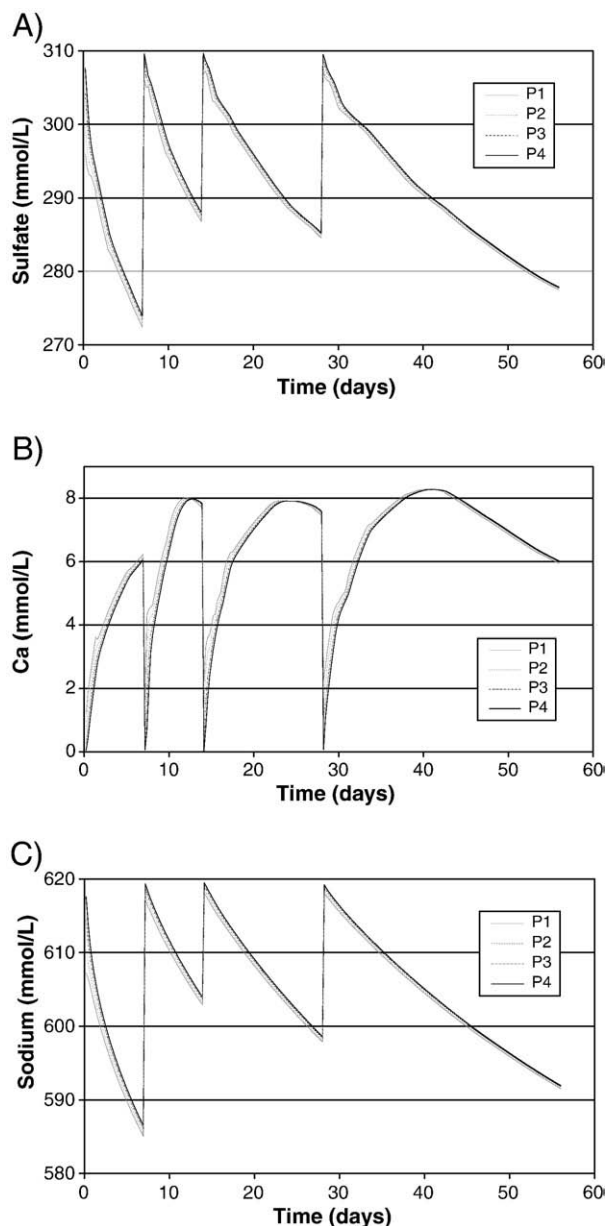 A)
310
300
290
280
270
Sulfate (mmol/L)
P1
P2
P3
P4
0 10 20 30 40 50 60
Time (days)
B)
8
6
4
2
0
Ca (mmol/L)
P1
P2
P3
P4
0 10 20 30 40 50 60
Time (days)
C)
620
610
600
590
580
Sodium (mmol/L)
P1
P2
P3
P4
0 10 20 30 40 50 60
Time (days)